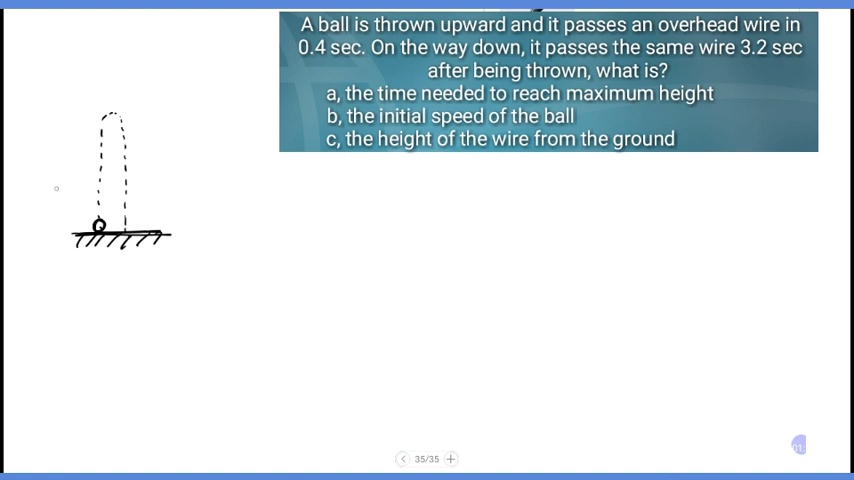 A ball is thrown upward and it passes an overhead wire in
0.4 sec. On the way down, it passes the same wire 3.2 sec
after being thrown, what is?
a, the time needed to reach maximum height
b, the initial speed of the ball
c, the height of the wire from the ground
35/35